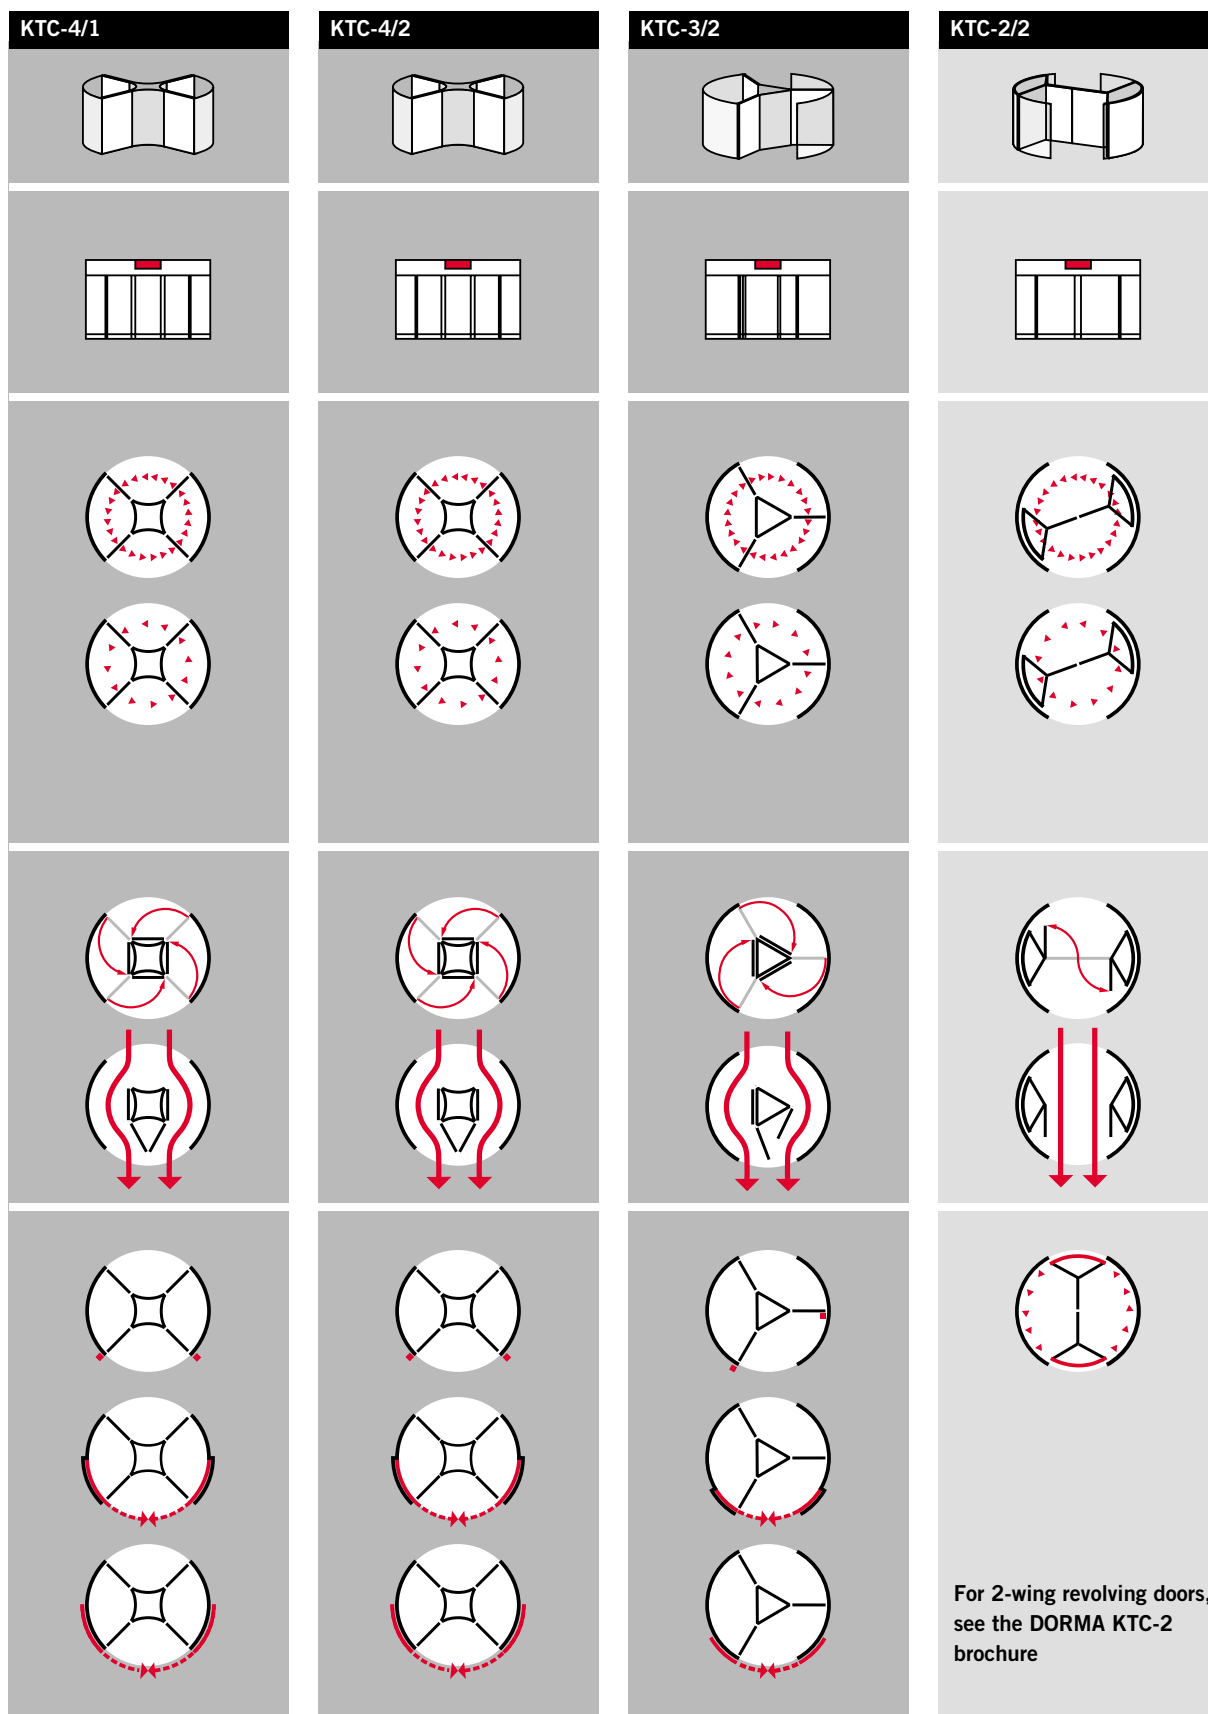 KTC-4/1
KTC-4/2
KTC-3/2
KTC-2/2
For 2-wing revolving doors,
see the DORMA KTC-2
brochure